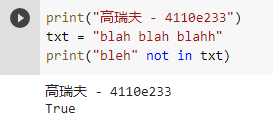 print("高瑞夫 - 4110e233")
txt = "blah blah blahh"
print("bleh" not in txt)
高瑞夫 - 4110e233
True